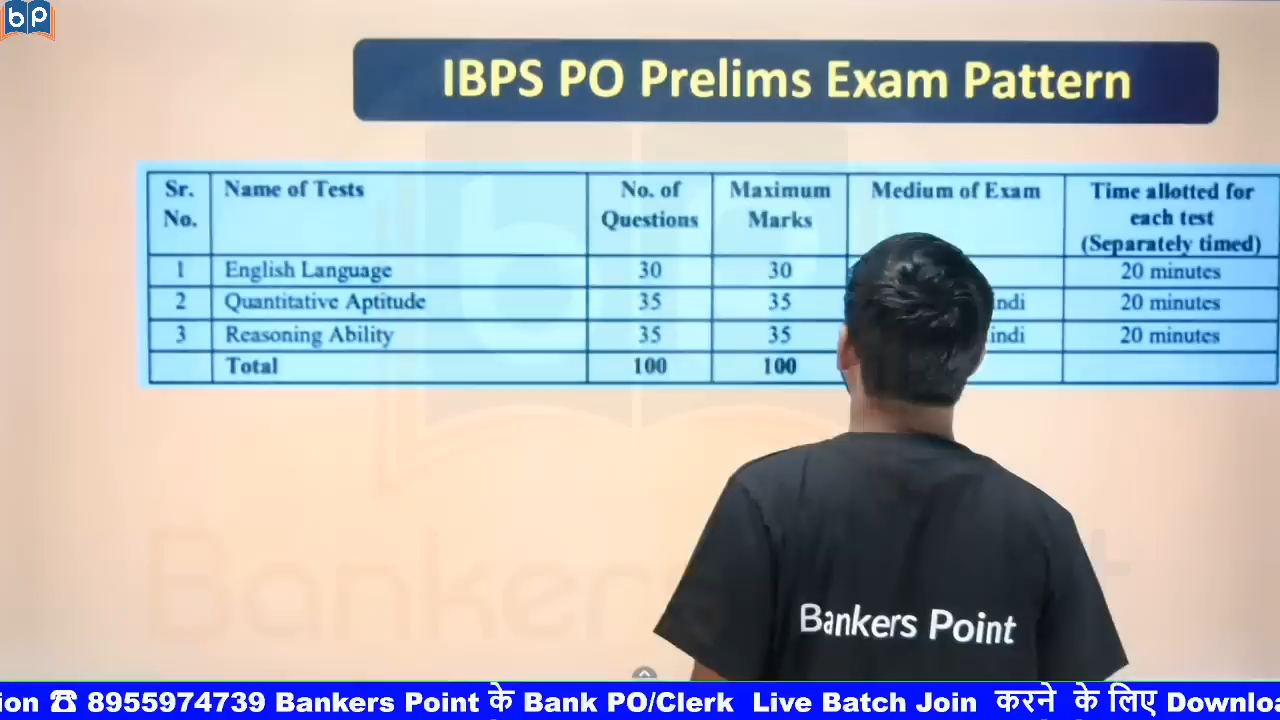 bp
IBPS PO Prelims Exam Pattern
Sr. No. Name of Tests No. of Questions Maximum Marks Medium of Exam Time allotted for each test (Separately timed)
1 English Language 30 30 20 minutes
2 Quantitative Aptitude 35 35 20 minutes
3 Reasoning Ability 35 35 20 minutes
Total 100 100
Bankers
Bankers Point
8955974739 Bankers Point के Bank PO/Clerk Live Batch Join करने के लिए